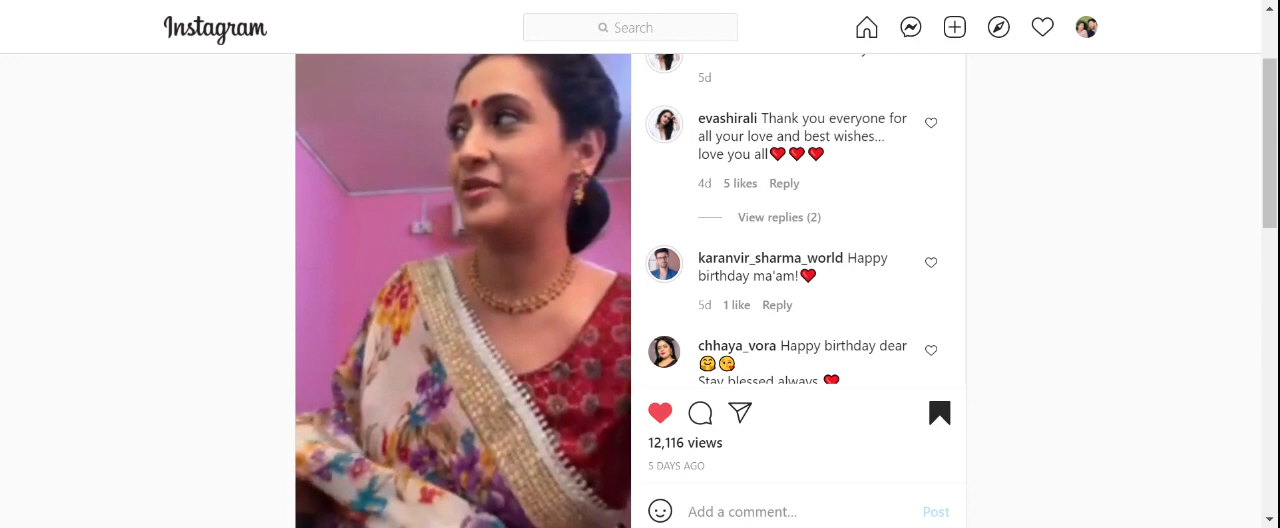 Instagram
Search
5d
evashirali Thank you everyone for
all your love and best wishes...
love you all❤❤❤
4d 5 likes Reply
View replies (2)
karanvir_sharma_world Happy
birthday ma'am!❤
5d 1 like Reply
chhaya_vora Happy birthday dear
🤗😘
Stay blessed always ❤
12,116 views
5 DAYS AGO
Add a comment...
Post